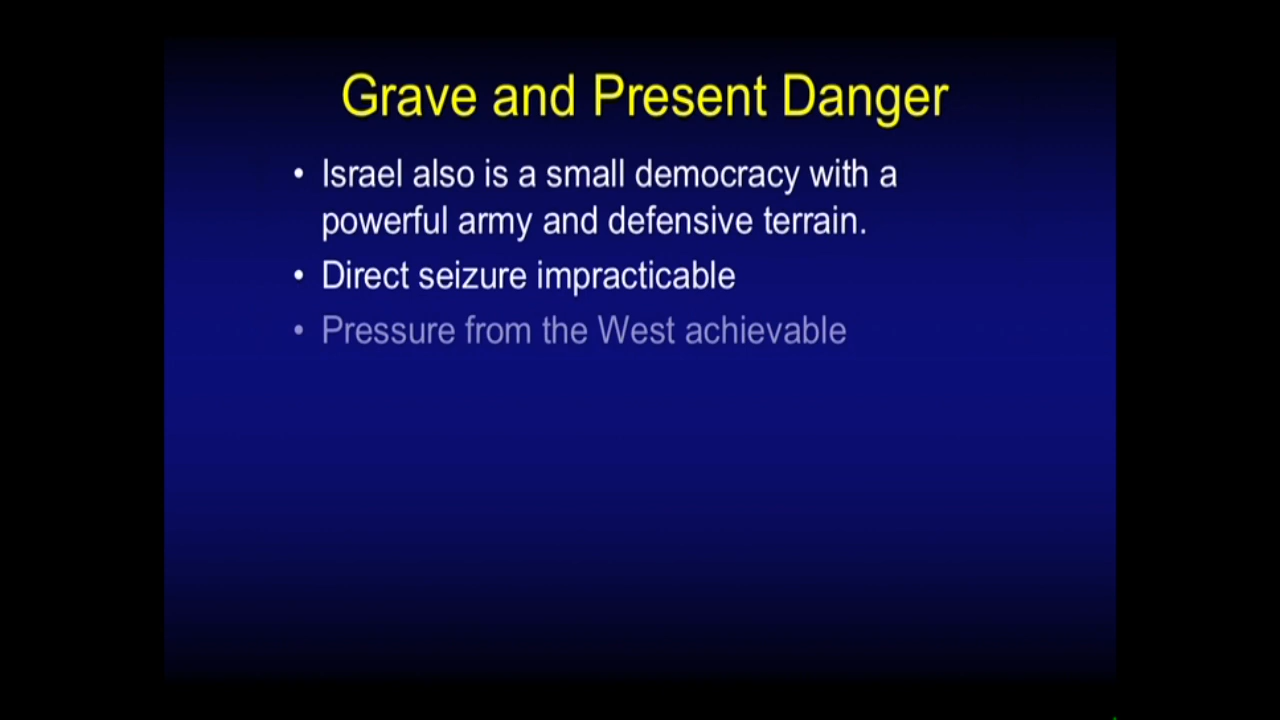 Grave and Present Danger
• Israel also is a small democracy with a
powerful army and defensive terrain.
• Direct seizure impracticable
• Pressure from the West achievable